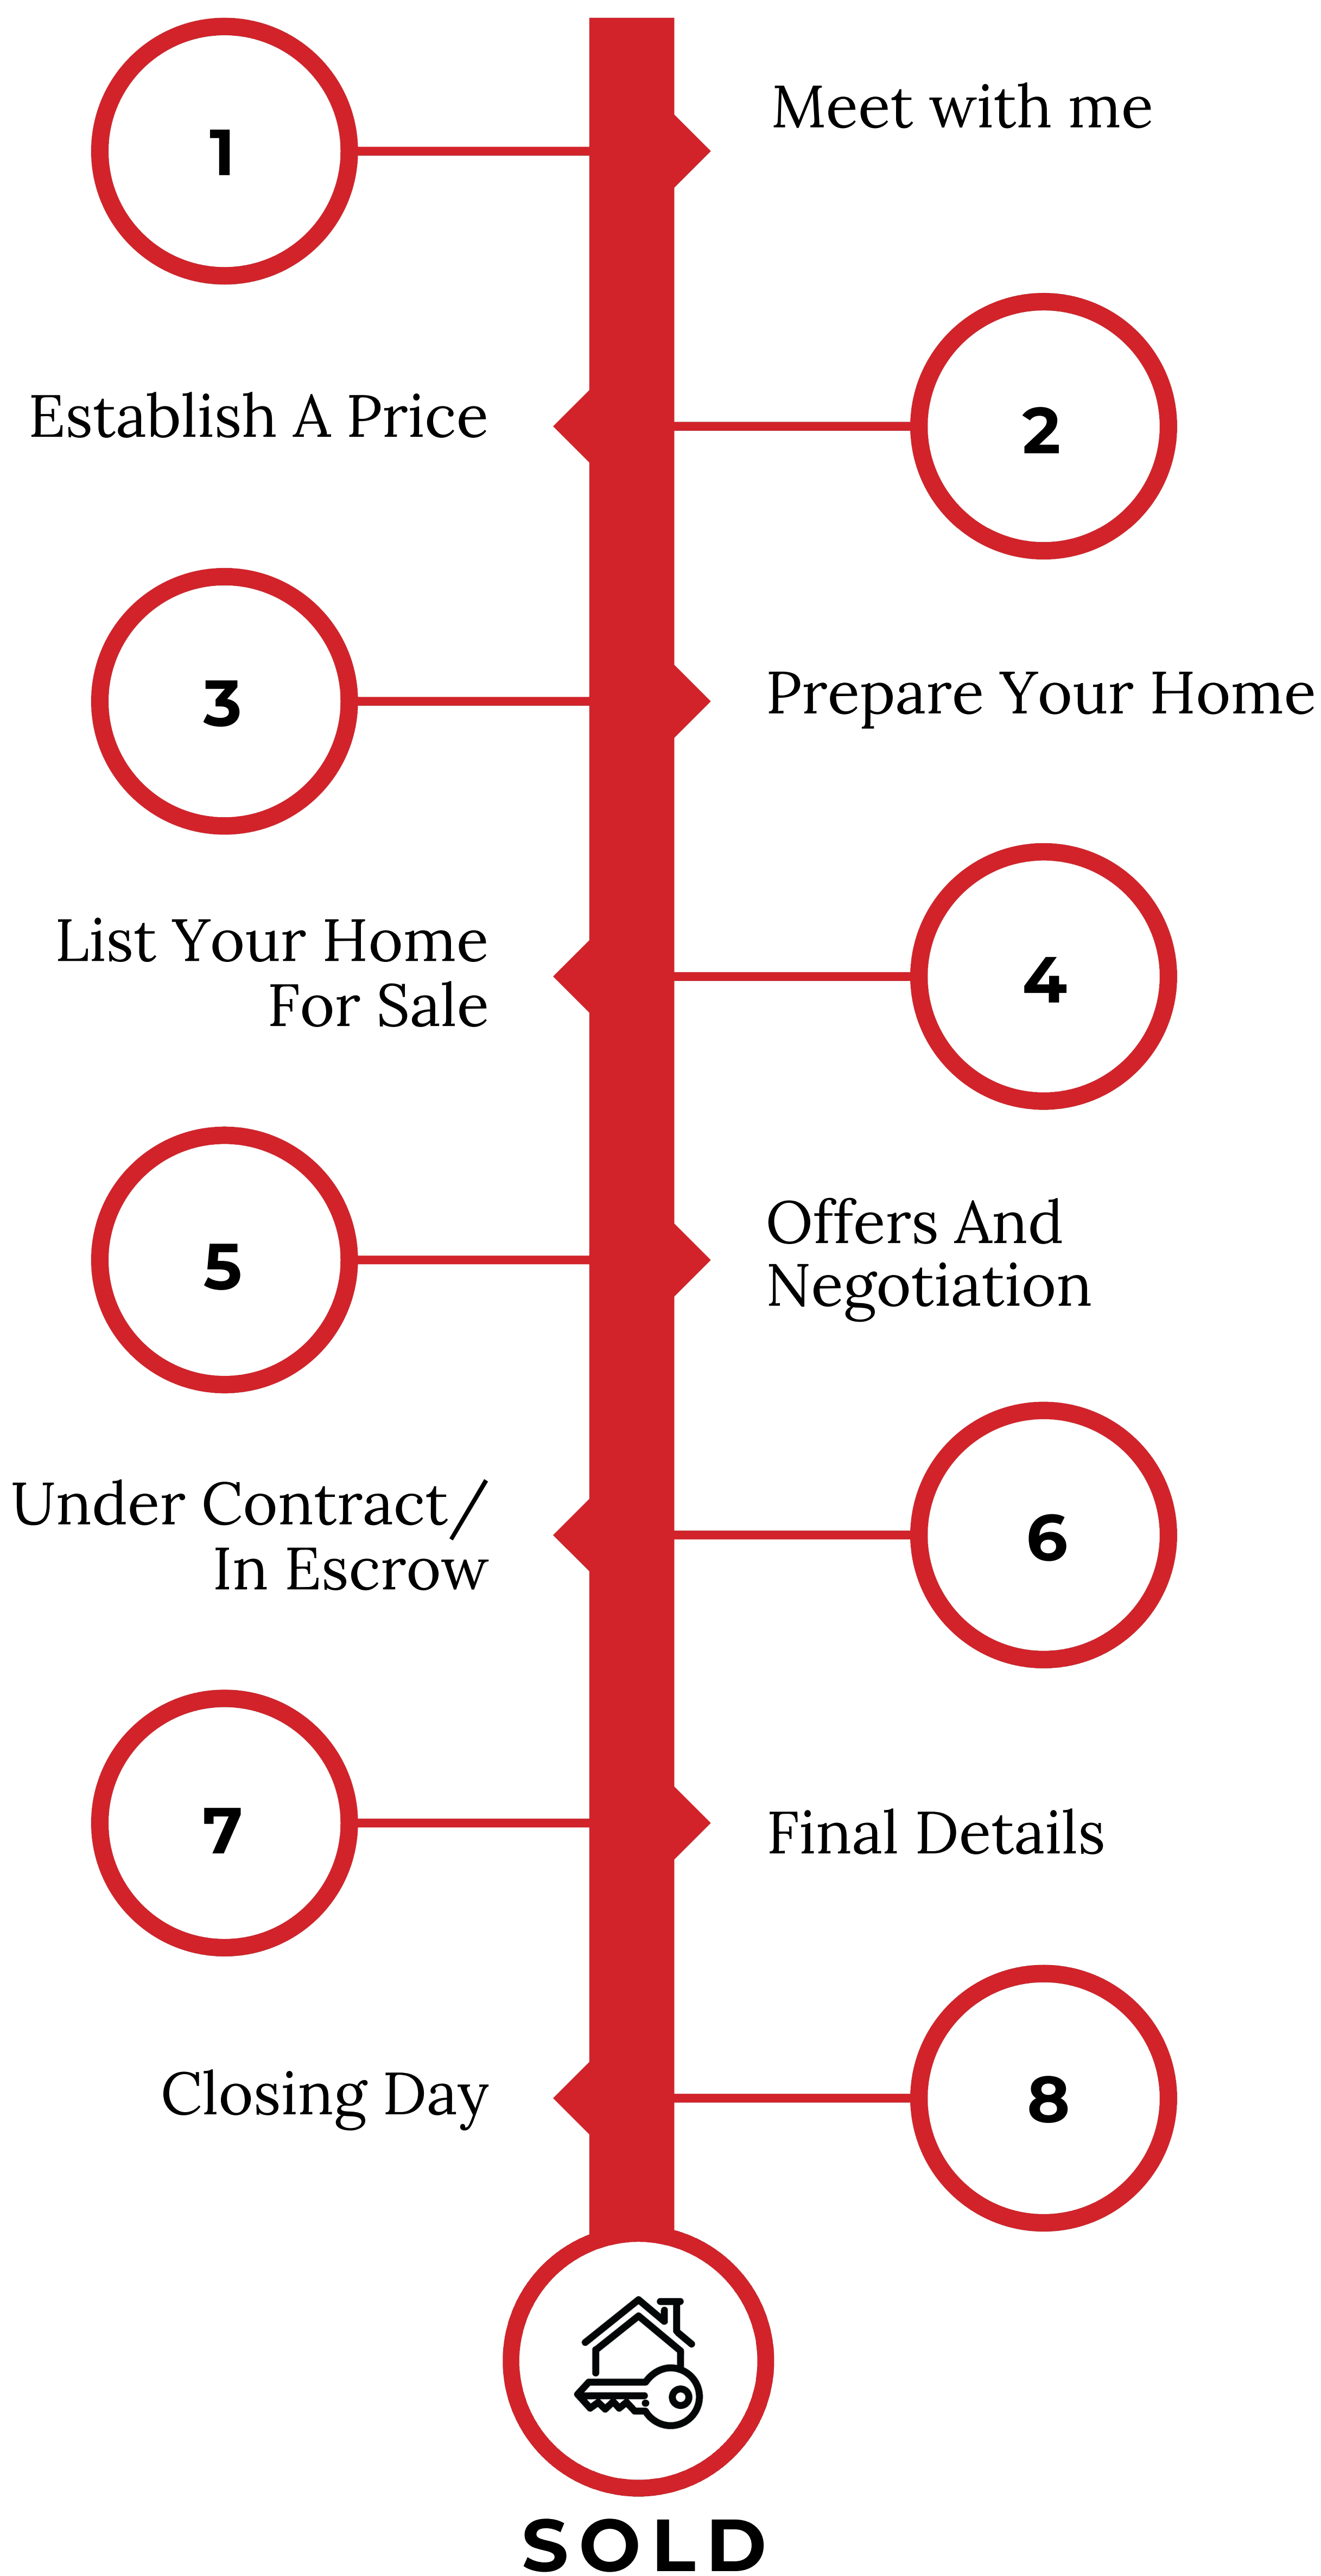 1
Meet with me
2
Establish A Price
3
Prepare Your Home
4
List Your Home
For Sale
5
Offers And
Negotiation
6
Under Contract/
In Escrow
7
Final Details
8
Closing Day
SOLD